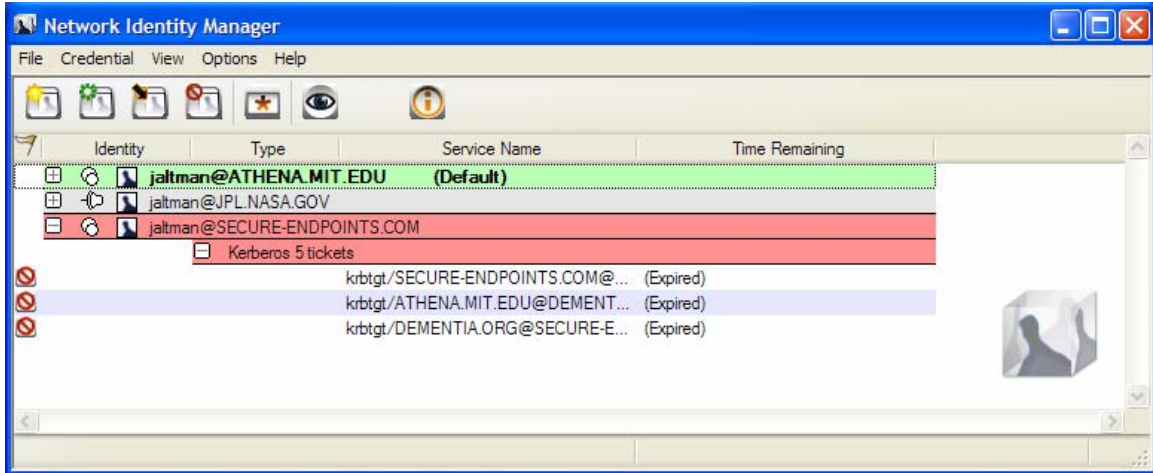 Network Identity Manager
File Credential View Options Help
Identity Type Service Name Time Remaining
jaltman@ATHENA.MIT.EDU (Default)
jaltman@JPL.NASA.GOV
jaltman@SECURE-ENDPOINTS.COM
Kerberos 5 tickets
krbtgt/SECURE-ENDPOINTS.COM@... (Expired)
krbtgt/ATHENA.MIT.EDU@DEMENT... (Expired)
krbtgt/DEMENTIA.ORG@SECURE-E... (Expired)